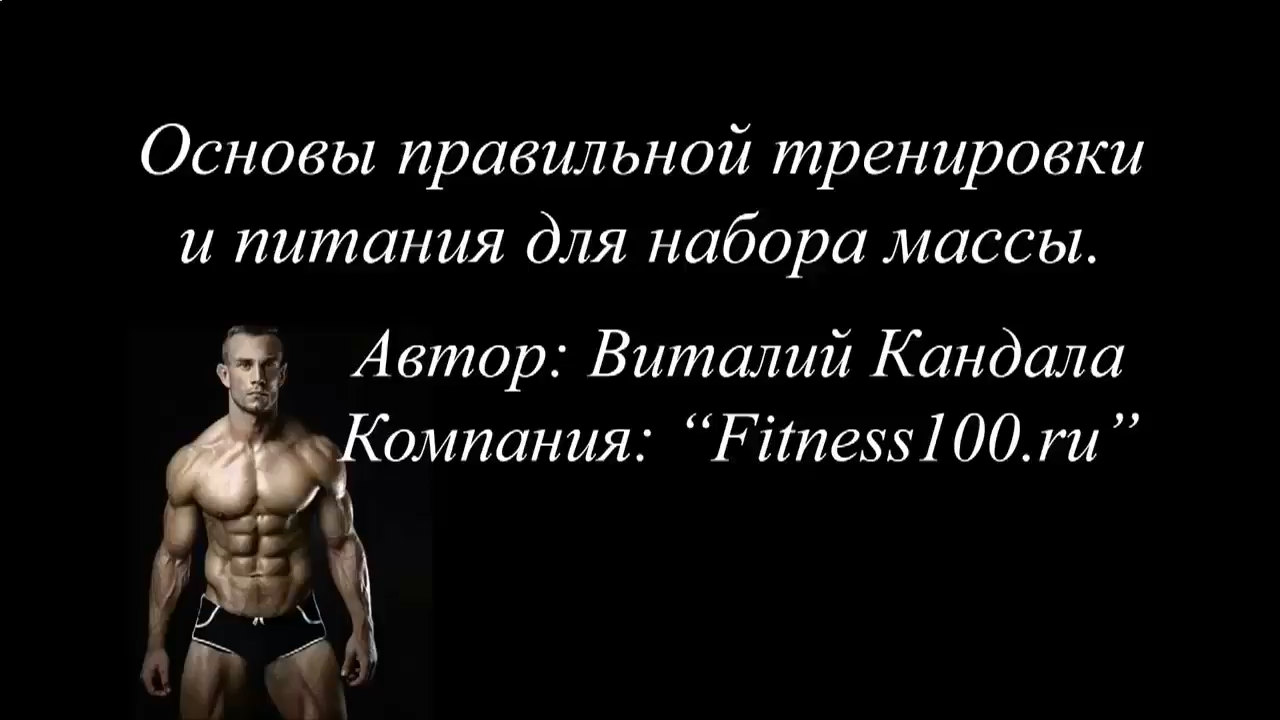 Основы правильной тренировки
и питания для набора массы.
Автор: Виталий Кандала
Компания: “Fitness100.ru”